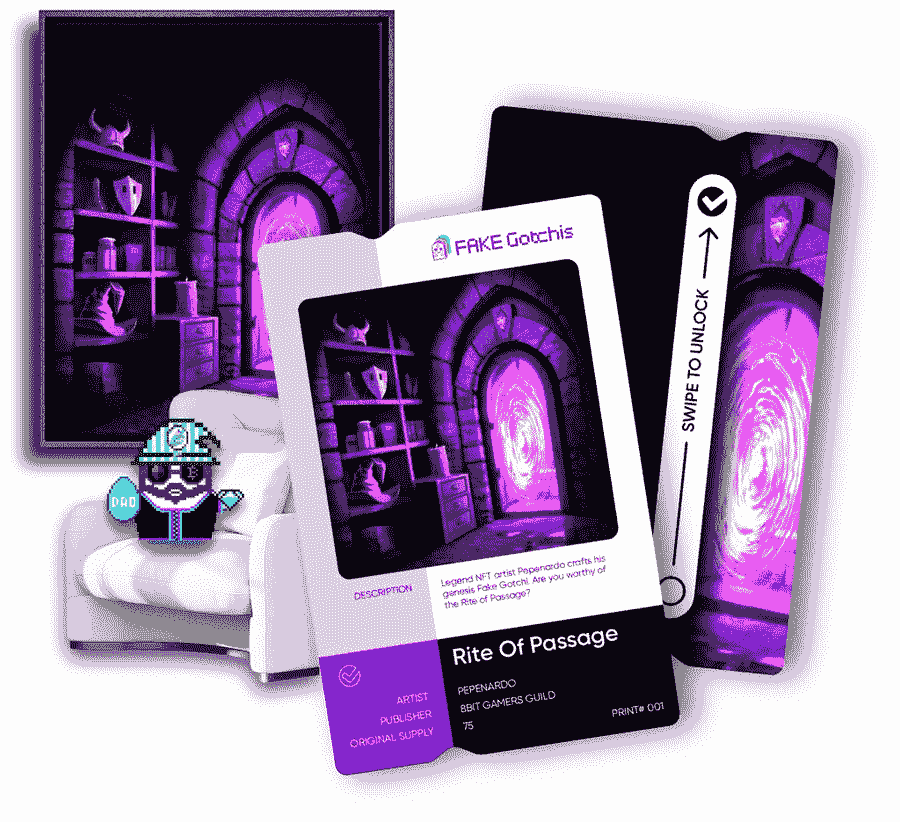 FAKE Gotchis
SWIPE TO UNLOCK
DAO
DESCRIPTION
Legend NFT artist Pepenardo crafts his
genesis Fake Gotchi. Are you worthy of
the Rite of Passage?
Rite Of Passage
ARTIST
PEPENARDO
PUBLISHER
8BIT GAMERS GUILD
ORIGINAL SUPPLY
75
PRINT# 001